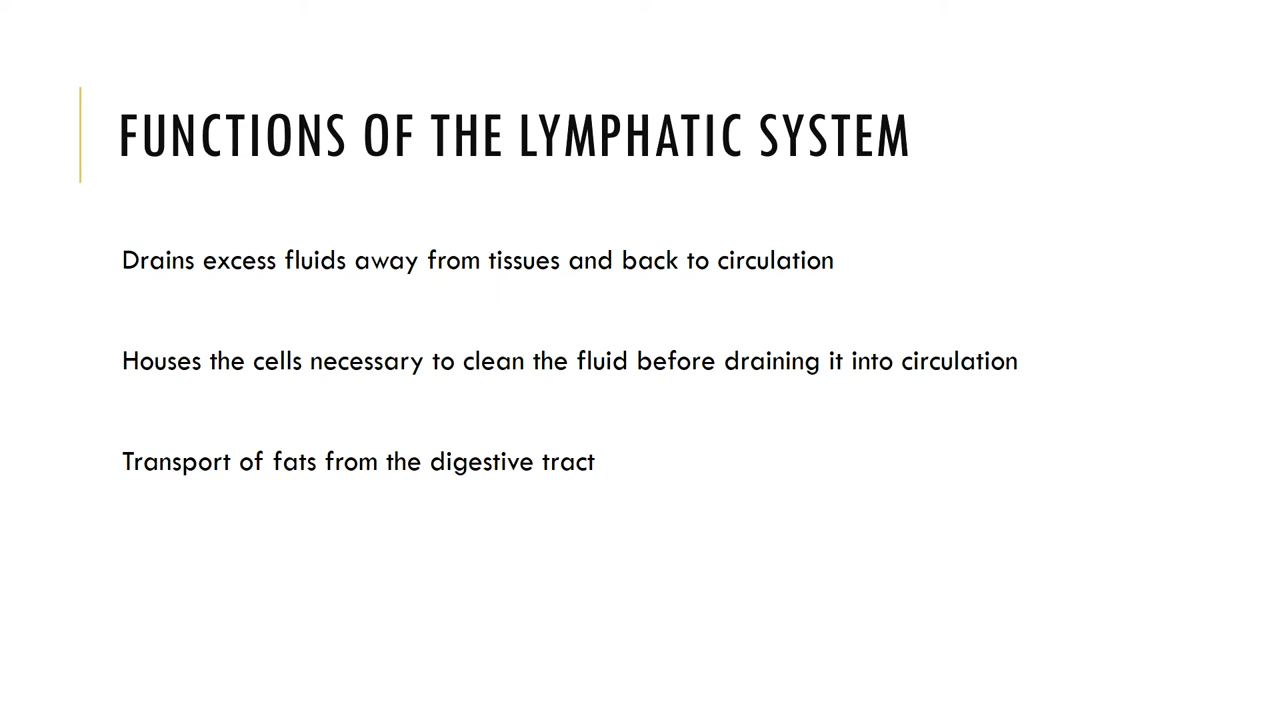 FUNCTIONS OF THE LYMPHATIC SYSTEM
Drains excess fluids away from tissues and back to circulation
Houses the cells necessary to clean the fluid before draining it into circulation
Transport of fats from the digestive tract